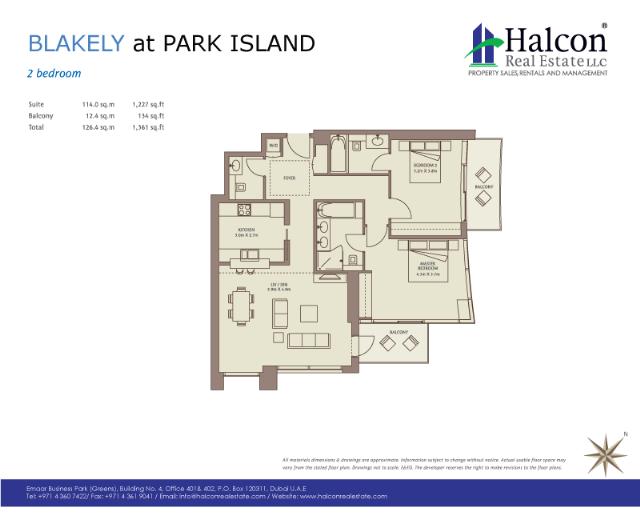 BLAKELY at PARK ISLAND
Halcon®
Real Estate LLC
PROPERTY SALES, RENTALS AND MANAGEMENT
2 bedroom
Suite 114.0 sq.m 1,227 sq.ft
Balcony 12.4 sq.m 134 sq.ft
Total 126.4 sq.m 1,361 sq.ft
W/D
FOYER
BEDROOM 2
BALCONY
KITCHEN
MASTER
BEDROOM
LIV / DIN
BALCONY
N
All materials dimensions & drawings are approximate. Information subject to change without notice. Actual usable floor space may
vary from the stated floor plan. Drawings not to scale. E&EO. The developer reserves the right to make revisions to the floor plans.
Emaar Business Park (Greens), Building No. 4, Office 401& 402, P.O. Box 120311, Dubai U.A.E
Tel: +971 4 360 7422/ Fax: +971 4 361 9041 / Email: info@halconrealestate.com / Website: www.halconrealestate.com